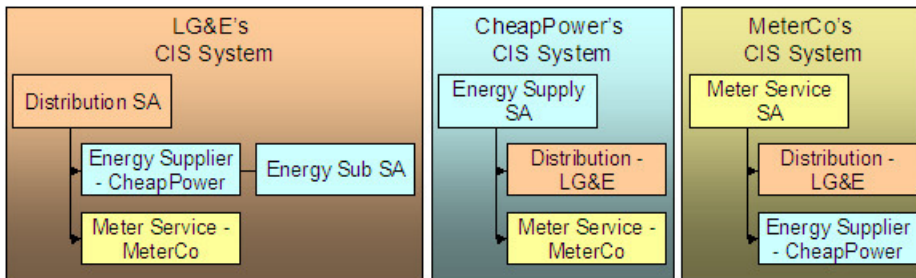 LG&E's
CIS System
Distribution SA
Energy Supplier
- CheapPower
Energy Sub SA
Meter Service -
MeterCo
CheapPower's
CIS System
Energy Supply
SA
Distribution -
LG&E
Meter Service -
MeterCo
MeterCo's
CIS System
Meter Service
SA
Distribution -
LG&E
Energy Supplier
- CheapPower